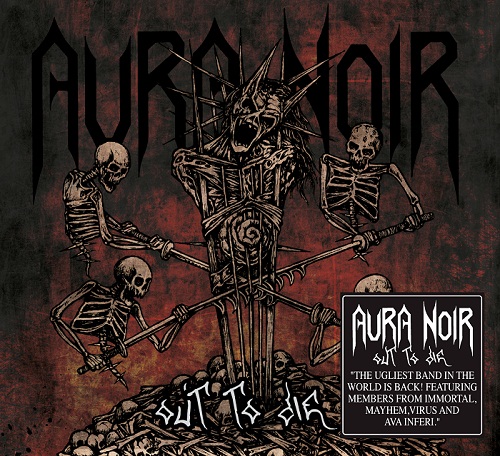 AURA NOIR
OUT TO DIE
AURA NOIR
OUT TO DIE
"THE UGLIEST BAND IN THE
WORLD IS BACK! FEATURING
MEMBERS FROM IMMORTAL,
MAYHEM,VIRUS AND
AVA INFERI."